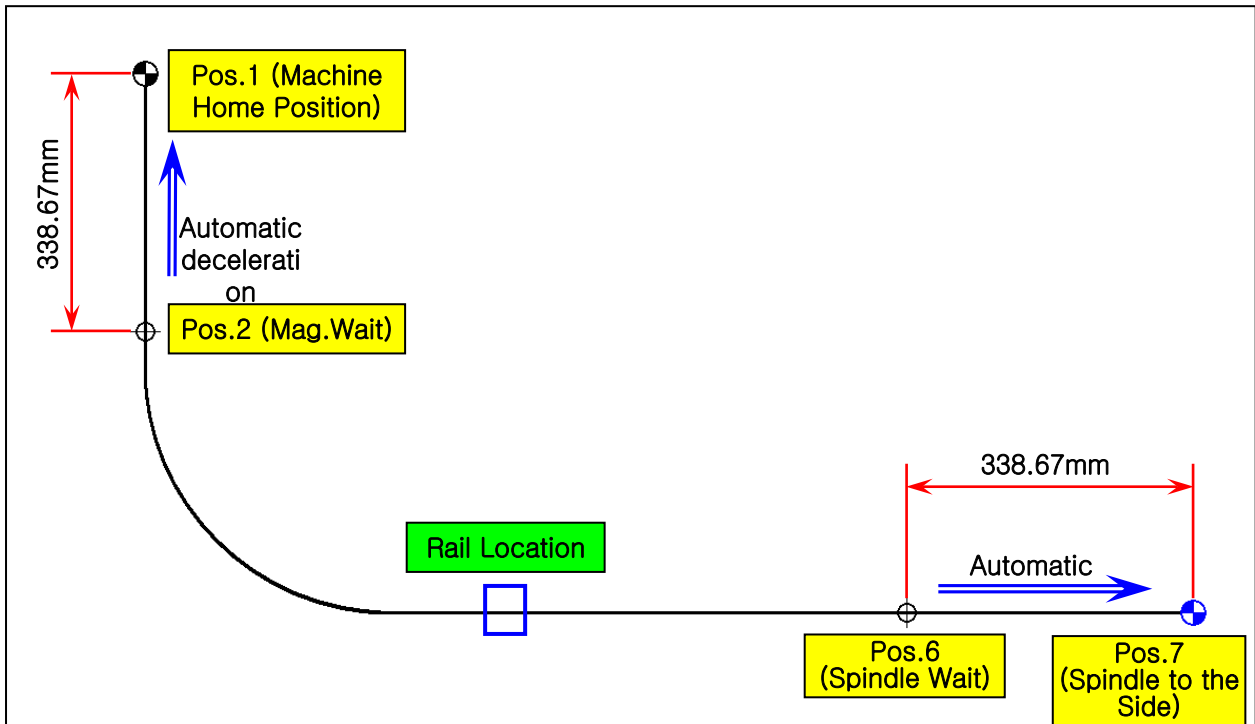 Pos.1 (Machine
Home Position)
338.67mm
Automatic
decelerati
on
Pos.2 (Mag.Wait)
338.67mm
Rail Location
Automatic
Pos.6
(Spindle Wait)
Pos.7
(Spindle to the
Side)